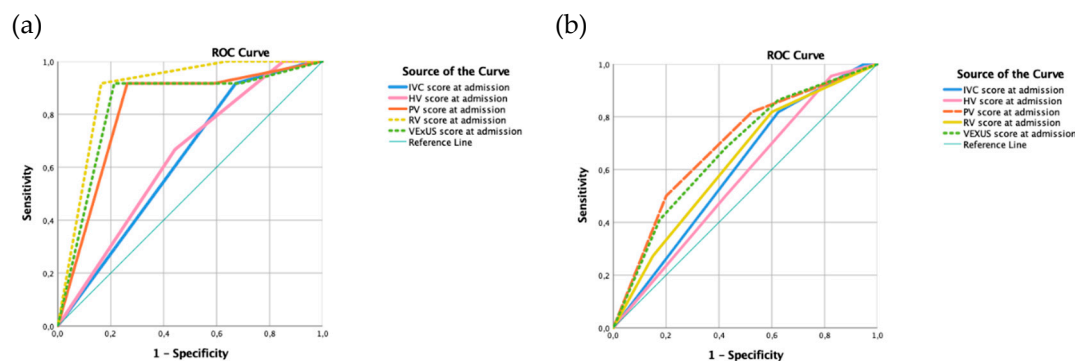 (a)
ROC Curve
1,0
0,8
0,6
0,4
0,2
0,0
Sensitivity
0,0 0,2 0,4 0,6 0,8 1,0
1 – Specificity
Source of the Curve
IVC score at admission
HV score at admission
PV score at admission
RV score at admission
VExUS score at admission
Reference Line
(b)
ROC Curve
1,0
0,8
0,6
0,4
0,2
0,0
Sensitivity
0,0 0,2 0,4 0,6 0,8 1,0
1 – Specificity
Source of the Curve
IVC score at admission
HV score at admission
PV score at admission
RV score at admission
VExUS score at admission
Reference Line